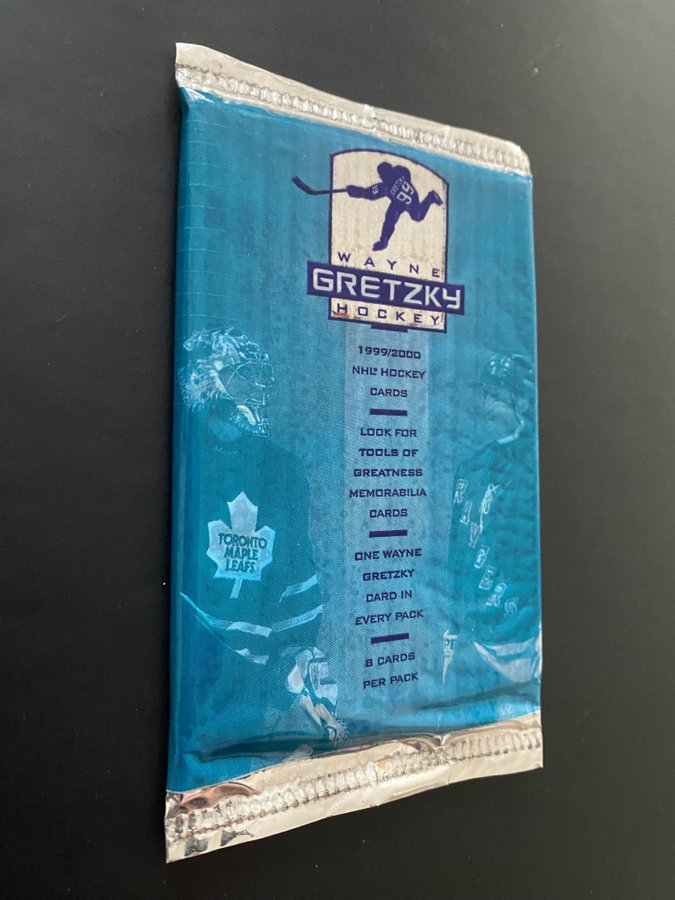 99
WAYNE
GRETZKY
HOCKEY
1999/2000
NHL® HOCKEY
CARDS
LOOK FOR
TOOLS OF
GREATNESS
MEMORABILIA
CARDS
ONE WAYNE
GRETZKY
CARD IN
EVERY PACK
8 CARDS
PER PACK
TORONTO
MAPLE
LEAFS